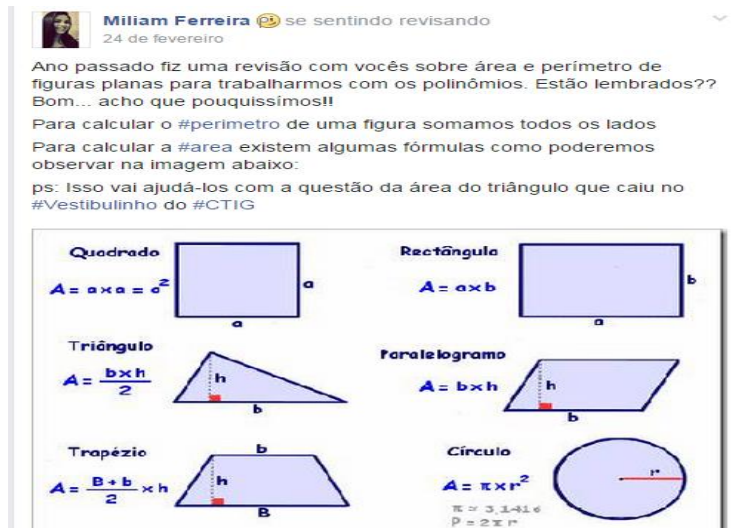 Miliam Ferreira se sentindo revisando
24 de fevereiro
Ano passado fiz uma revisão com vocês sobre área e perímetro de
figuras planas para trabalharmos com os polinômios. Estão lembrados??
Bom... acho que pouquissímos!!
Para calcular o #perimetro de uma figura somamos todos os lados
Para calcular a #area existem algumas fórmulas como poderemos
observar na imagem abaixo:
ps: Isso vai ajudá-los com a questão da área do triângulo que caiu no
#Vestibulinho do #CTIG
Quadrado
A = a x a = a²
a
a
Rectângulo
A = a x b
b
a
Triângulo
A = b x h / 2
h
b
Paralelogramo
A = b x h
h
b
Trapézio
A = B + b / 2 x h
b
h
B
Círculo
A = π x r²
π ≃ 3,1416
P = 2 π r
r